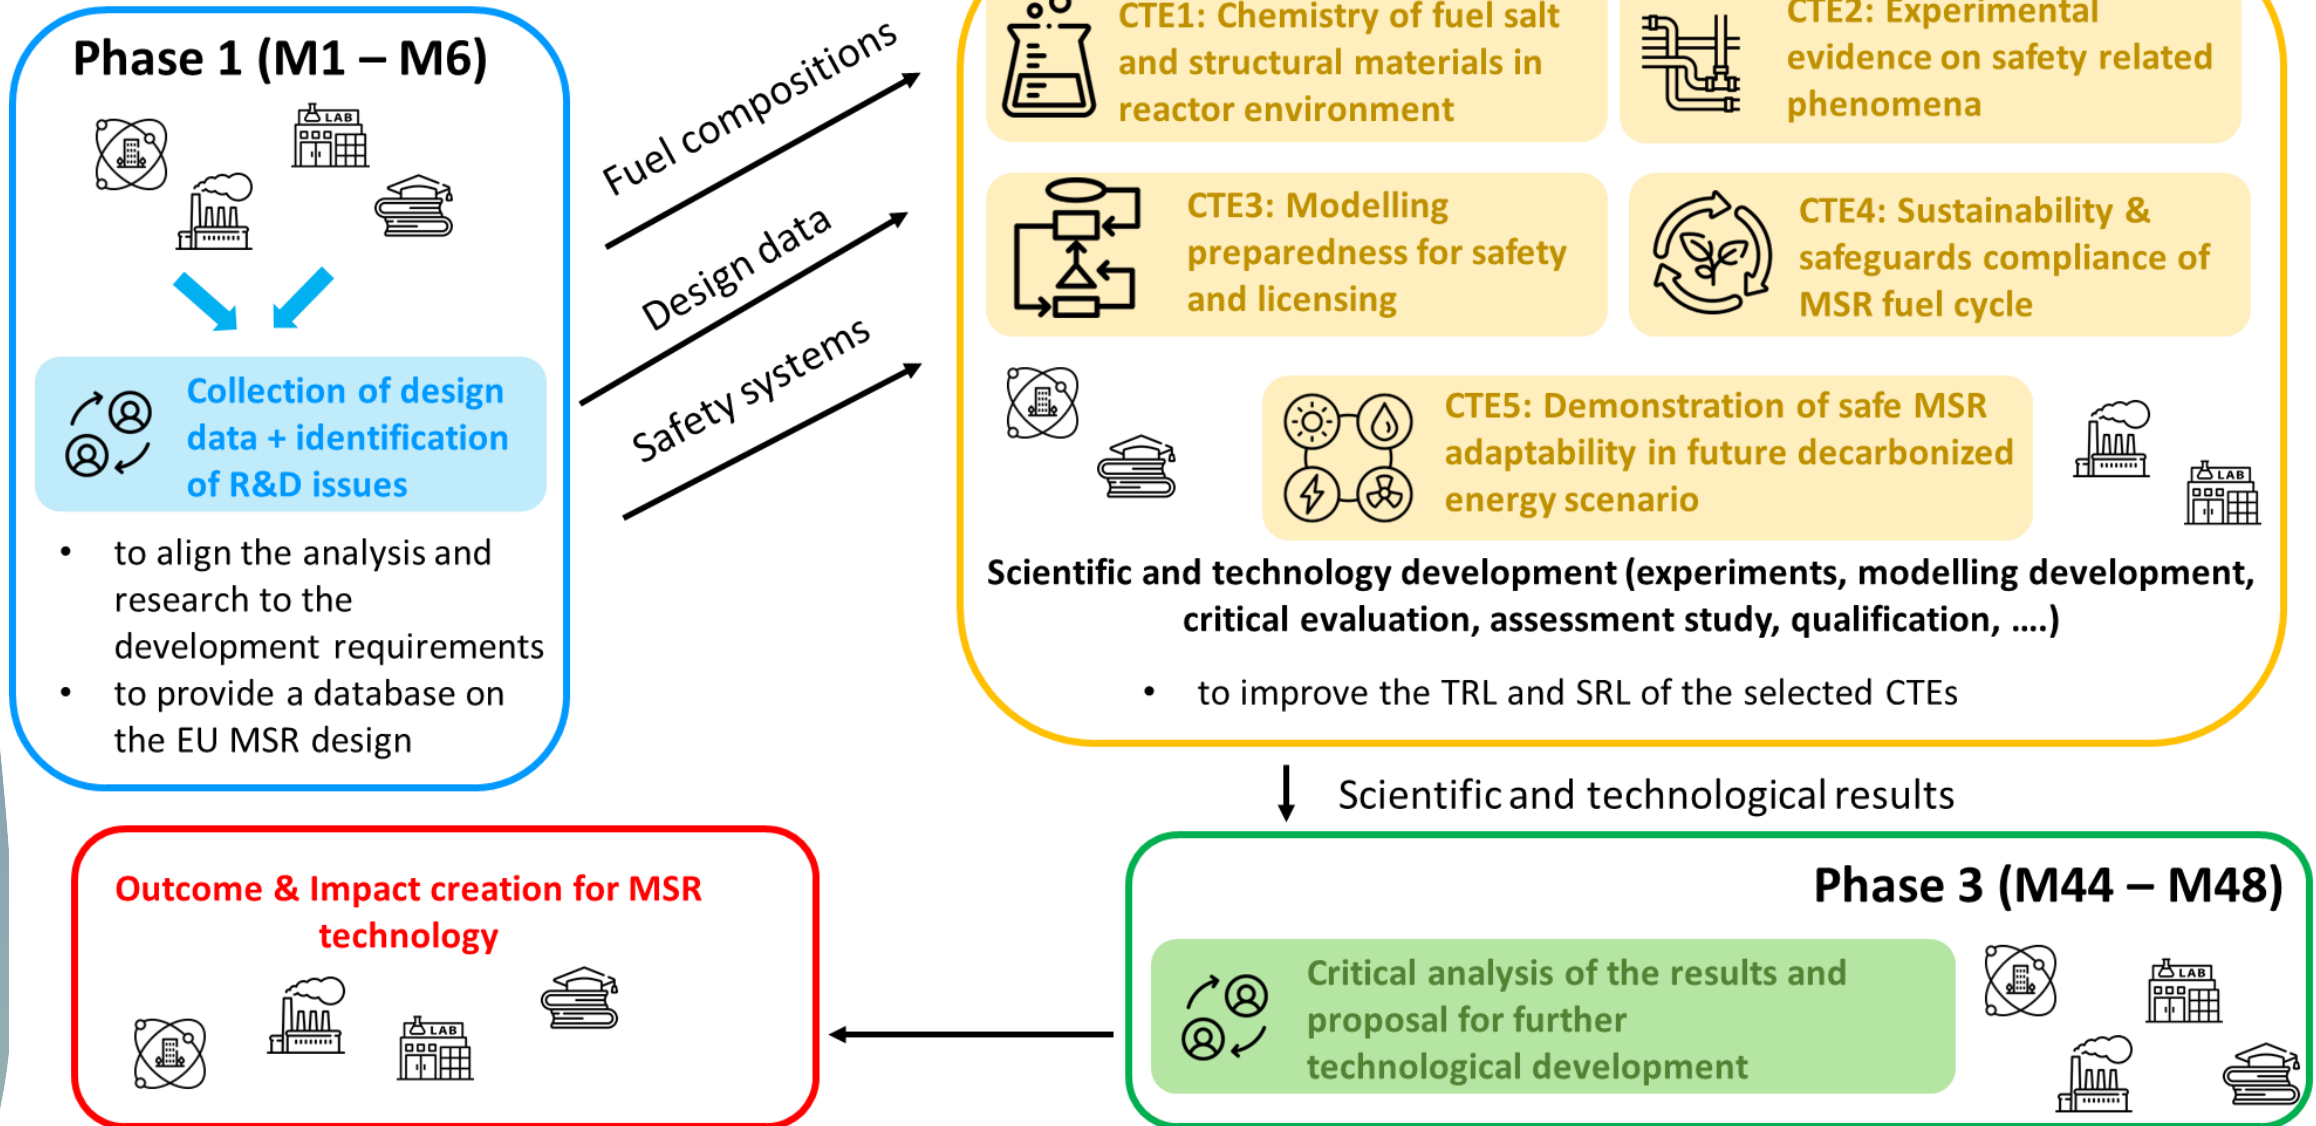 Phase 1 (M1 – M6)
LAB
Collection of design
data + identification
of R&D issues
• to align the analysis and
research to the
development requirements
• to provide a database on
the EU MSR design
Fuel compositions
Design data
Safety systems
CTE1: Chemistry of fuel salt
and structural materials in
reactor environment
CTE2: Experimental
evidence on safety related
phenomena
CTE3: Modelling
preparedness for safety
and licensing
CTE4: Sustainability &
safeguards compliance of
MSR fuel cycle
CTE5: Demonstration of safe MSR
adaptability in future decarbonized
energy scenario
LAB
Scientific and technology development (experiments, modelling development,
critical evaluation, assessment study, qualification, ....)
• to improve the TRL and SRL of the selected CTEs
Scientific and technological results
Phase 3 (M44 – M48)
Critical analysis of the results and
proposal for further
technological development
LAB
Outcome & Impact creation for MSR
technology
LAB